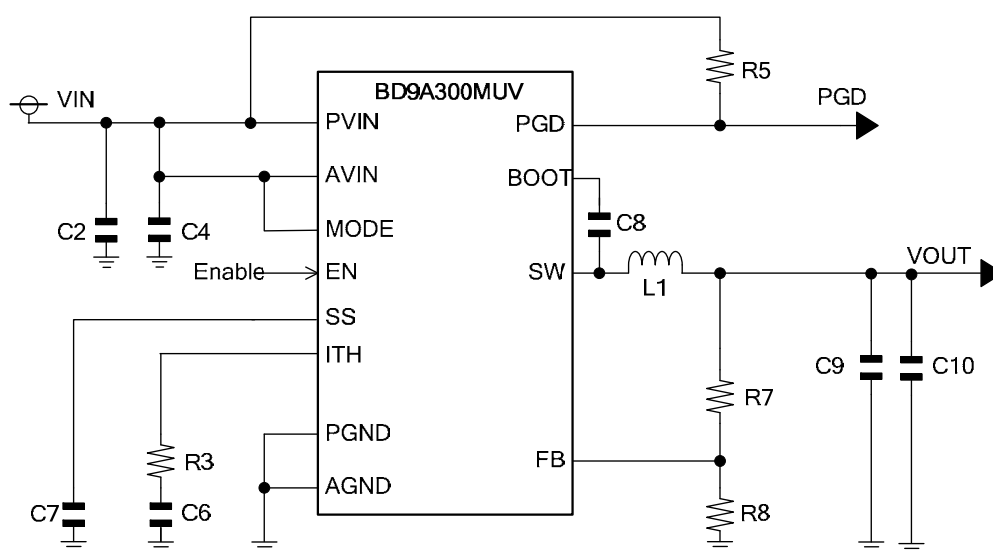 BD9A300MUV
VIN
R5
PGD
PVIN
PGD
AVIN
BOOT
C2
C4
MODE
C8
Enable
EN
SW
L1
VOUT
SS
ITH
C9
C10
R7
PGND
R3
FB
AGND
C7
C6
R8